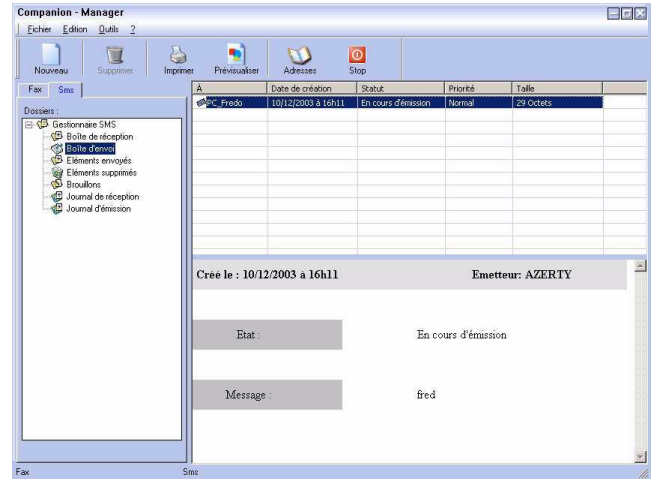 Companion - Manager
Fichier Edition Outils ?
Nouveau Supprimer Imprimer Prévisualiser Adresses Stop
Fax Sms
Dossiers :
Gestionnaire SMS
Boîte de réception
Boîte d'envoi
Eléments envoyés
Eléments supprimés
Brouillons
Journal de réception
Journal d'émission
À Date de création Statut Priorité Taille
PC_Fredo 10/12/2003 à 16h11 En cours d'émission Normal 29 Octets
Créé le : 10/12/2003 à 16h11 Emetteur: AZERTY
Etat : En cours d'émission
Message : fred
Fax Sms